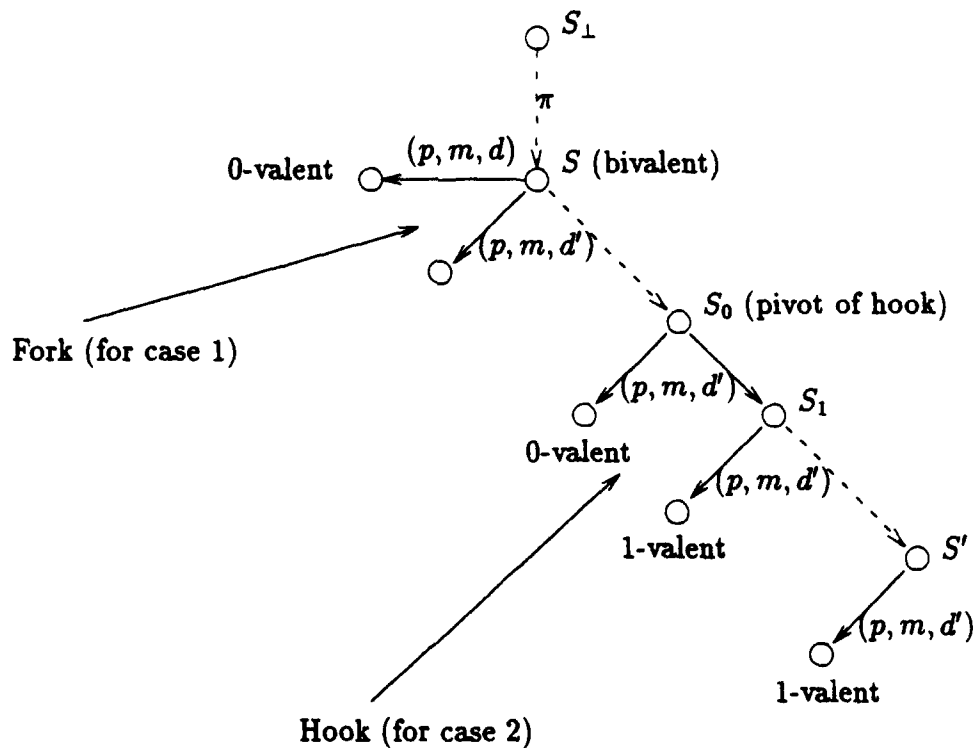 S⊥
π
(p, m, d)
0-valent
S (bivalent)
(p, m, d′)
S₀ (pivot of hook)
Fork (for case 1)
(p, m, d′)
S₁
0-valent
(p, m, d′)
1-valent
S′
(p, m, d′)
1-valent
Hook (for case 2)